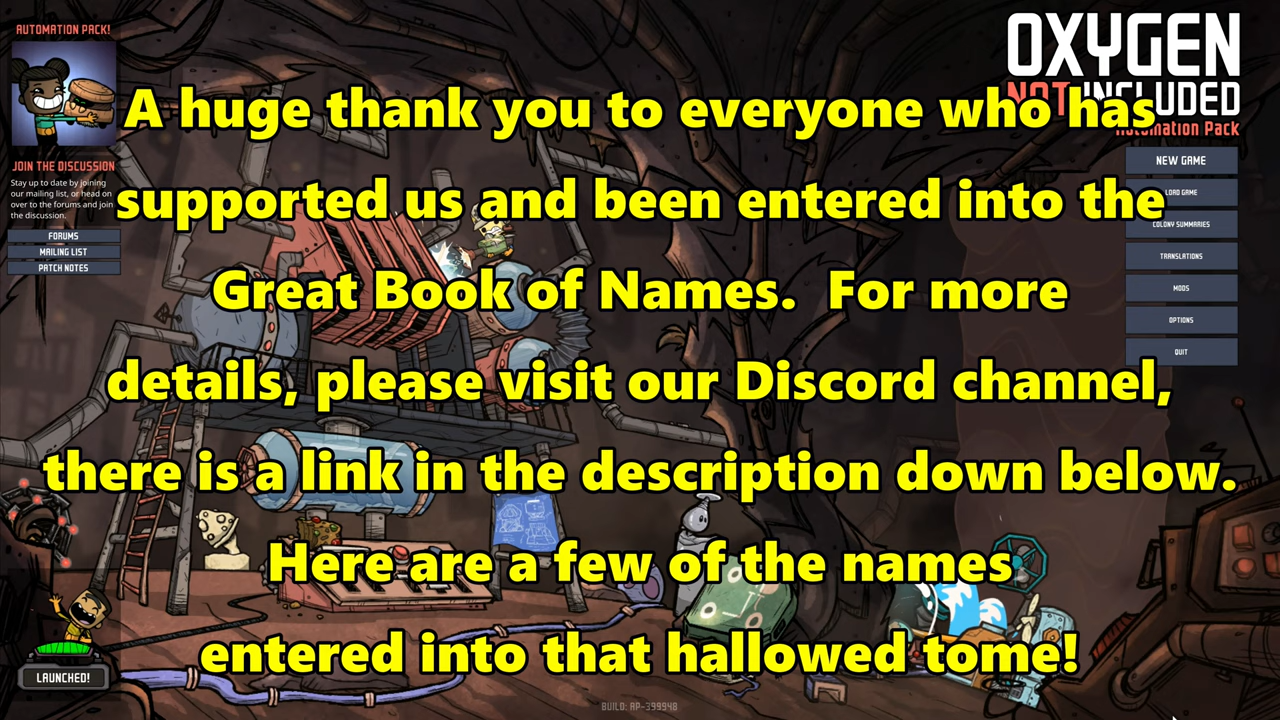 AUTOMATION PACK!
JOIN THE DISCUSSION
Stay up to date by joining
our mailing list, or head on
over to the forums and join
the discussion.
FORUMS
MAILING LIST
PATCH NOTES
A huge thank you to everyone who has
supported us and been entered into the
Great Book of Names.  For more
details, please visit our Discord channel,
there is a link in the description down below.
Here are a few of the names
entered into that hallowed tome!
OXYGEN
NOT INCLUDED
Automation Pack
NEW GAME
LOAD GAME
COLONY SUMMARIES
TRANSLATIONS
MODS
OPTIONS
QUIT
LAUNCHED!
BUILD: AP-399948